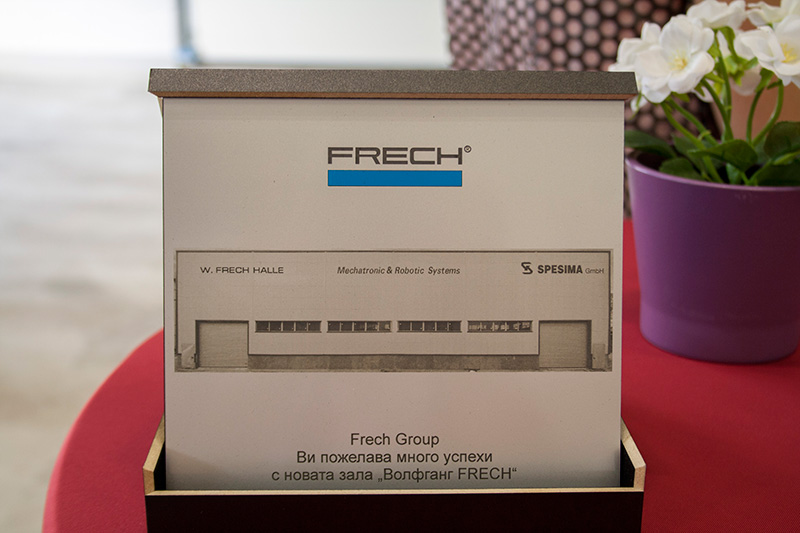 FRECH®
W. FRECH HALLE Mechatronic & Robotic Systems SPESIMA GmbH
Frech Group
Ви пожелава много успехи
с новата зала „Волфганг FRECH“